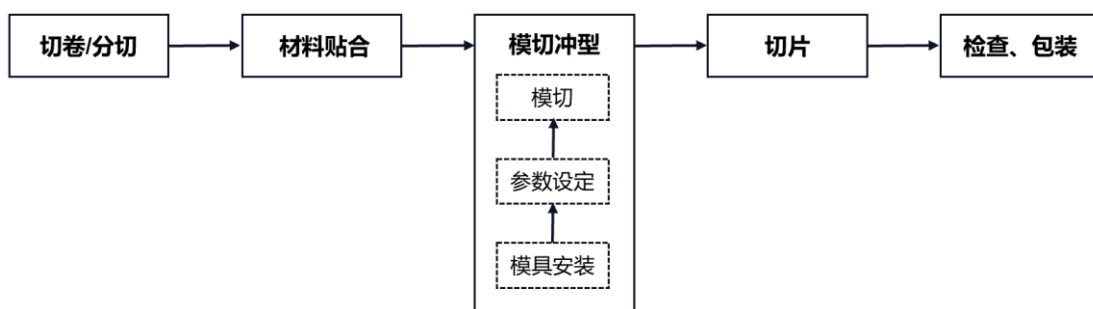 切卷/分切
材料贴合
模切冲型
切片
检查、包装
模切
参数设定
模具安装